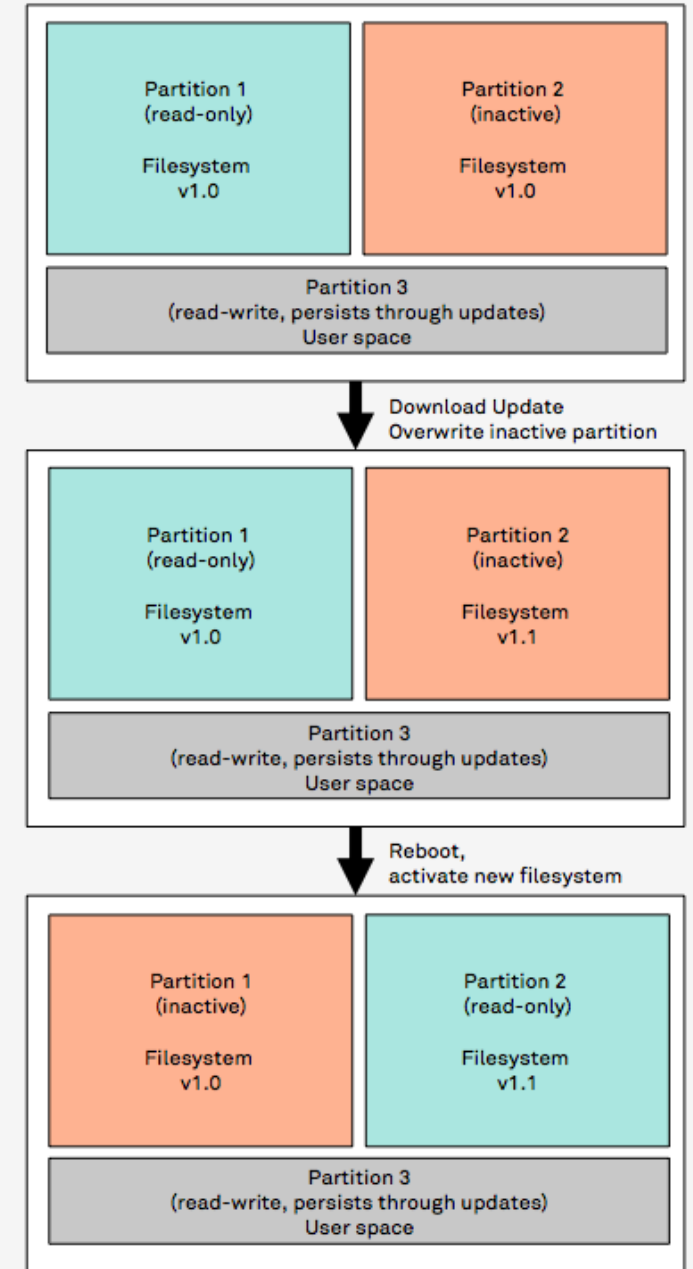 Partition 1
(read-only)
Filesystem
v1.0
Partition 2
(inactive)
Filesystem
v1.0
Partition 3
(read-write, persists through updates)
User space
Download Update
Overwrite inactive partition
Partition 1
(read-only)
Filesystem
v1.0
Partition 2
(inactive)
Filesystem
v1.1
Partition 3
(read-write, persists through updates)
User space
Reboot,
activate new filesystem
Partition 1
(inactive)
Filesystem
v1.0
Partition 2
(read-only)
Filesystem
v1.1
Partition 3
(read-write, persists through updates)
User space